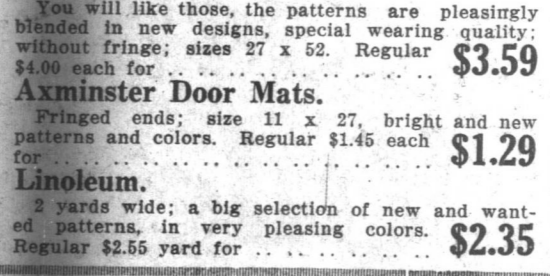 You will like those, the patterns are pleasingly
blended in new designs, special wearing quality;
without fringe; sizes 27 x 52. Regular
$4.00 each for .. .. .. .. .. .. .. .. .. $3.59
Axminster Door Mats.
Fringed ends; size 11 x 27, bright and new
patterns and colors. Regular $1.45 each
for .. .. .. .. .. .. .. .. .. .. .. .. .. $1.29
Linoleum.
2 yards wide; a big selection of new and want-
ed patterns, in very pleasing colors.
Regular $2.55 yard for .. .. .. .. .. $2.35